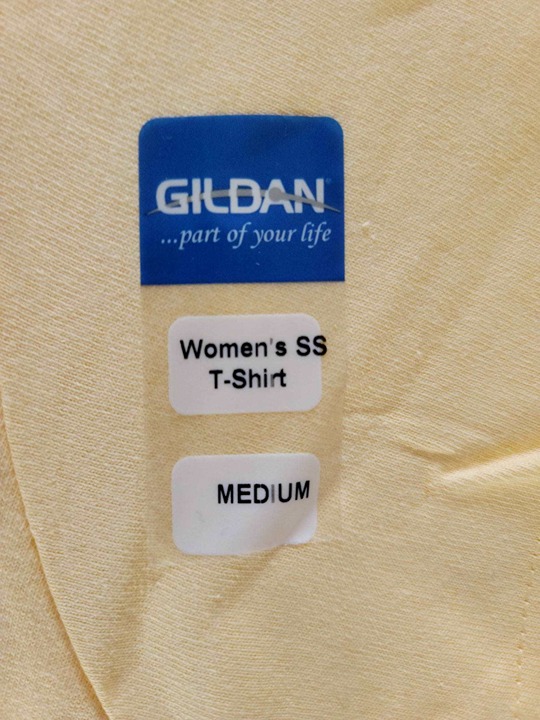 GILDAN®
...part of your life
Women's SS
T-Shirt
MEDIUM